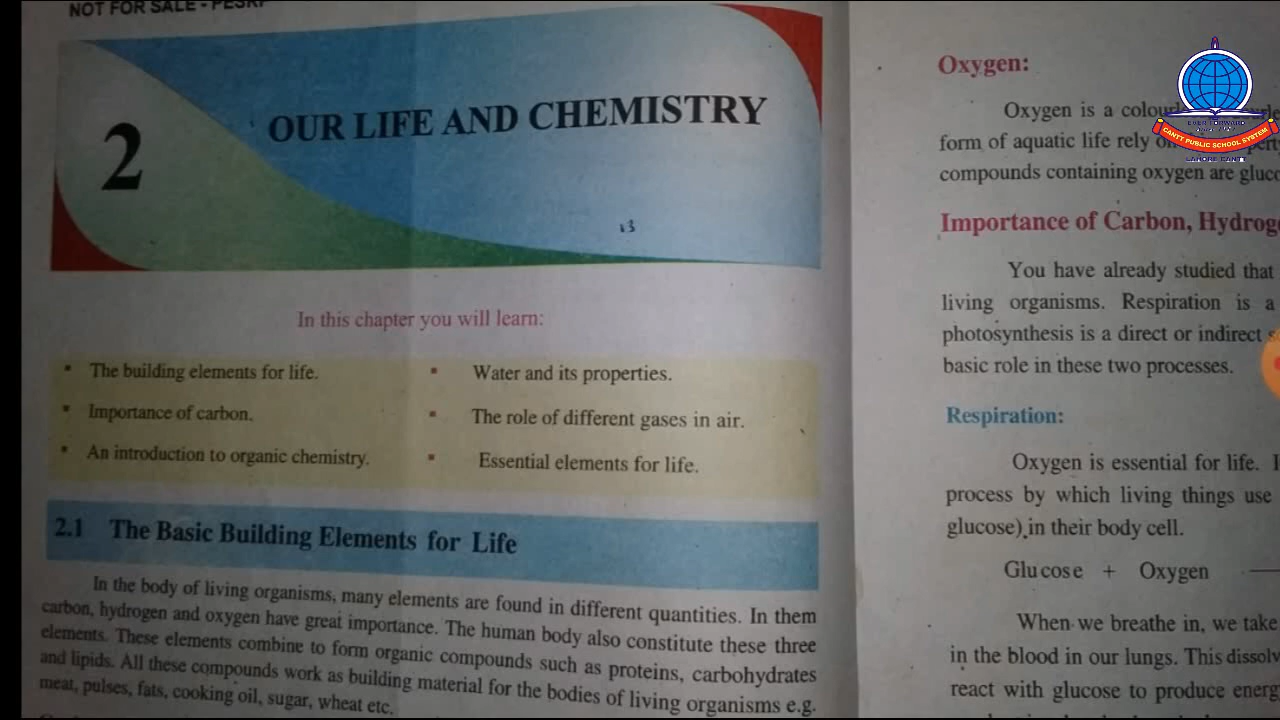 NOT FOR SALE - PESRP
2
OUR LIFE AND CHEMISTRY
13
In this chapter you will learn:
▪ The building elements for life.
▪ Importance of carbon.
▪ An introduction to organic chemistry.
▪ Water and its properties.
▪ The role of different gases in air.
▪ Essential elements for life.
2.1 The Basic Building Elements for Life
In the body of living organisms, many elements are found in different quantities. In them
carbon, hydrogen and oxygen have great importance. The human body also constitute these three
elements. These elements combine to form organic compounds such as proteins, carbohydrates
and lipids. All these compounds work as building material for the bodies of living organisms e.g.
meat, pulses, fats, cooking oil, sugar, wheat etc.
Oxygen:
Oxygen is a
form of aquatic life rely
compounds containing oxygen are
Importance of Carbon,
You have already studied that
living organisms. Respiration is a
photosynthesis is a direct or indirect
basic role in these two processes.
Respiration:
Oxygen is essential for life.
process by which living things use
glucose) in their body cell.
Glucose + Oxygen
When we breathe in, we take
in the blood in our lungs. This
react with glucose to produce
EVER FORWARD
CANTT PUBLIC SCHOOL SYSTEM
LAHORE CANTT